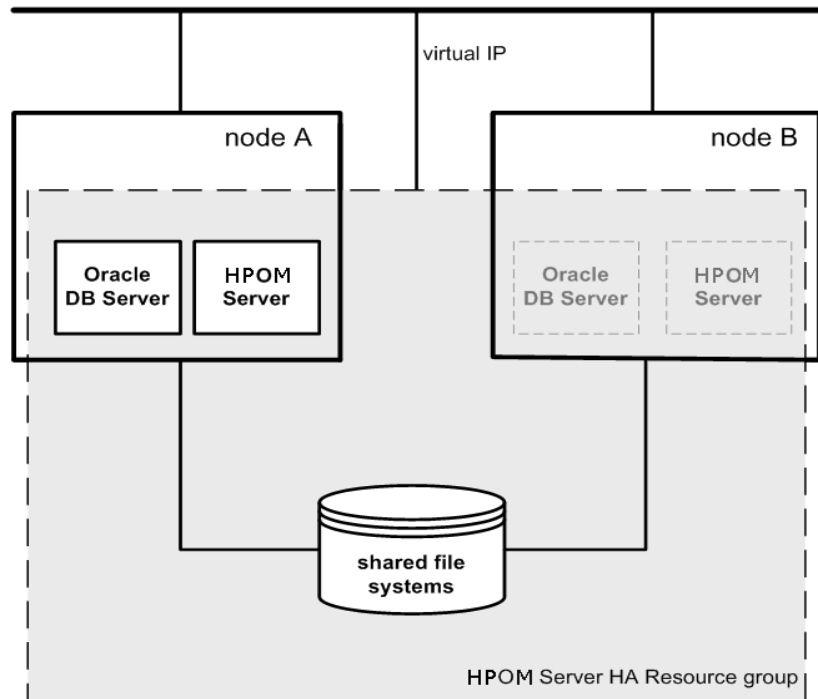 virtual IP
node A
node B
Oracle
DB Server
HPOM
Server
Oracle
DB Server
HPOM
Server
shared file
systems
HPOM Server HA Resource group